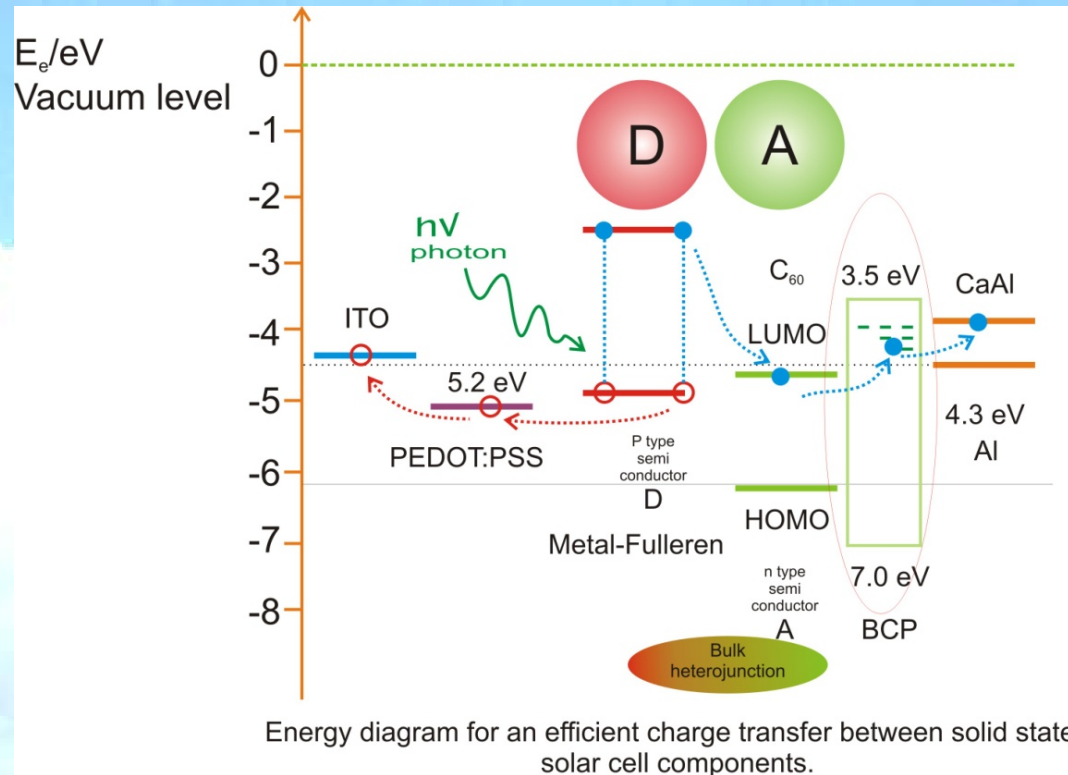 E_e/eV
Vacuum level
0
-1
-2
-3
-4
-5
-6
-7
-8
D
A
hν
photon
C₆₀
3.5 eV
CaAl
ITO
LUMO
5.2 eV
PEDOT:PSS
4.3 eV
Al
P type
semi
conductor
D
HOMO
Metal-Fulleren
7.0 eV
n type
semi
conductor
A
BCP
Bulk
heterojunction
Energy diagram for an efficient charge transfer between solid state
solar cell components.